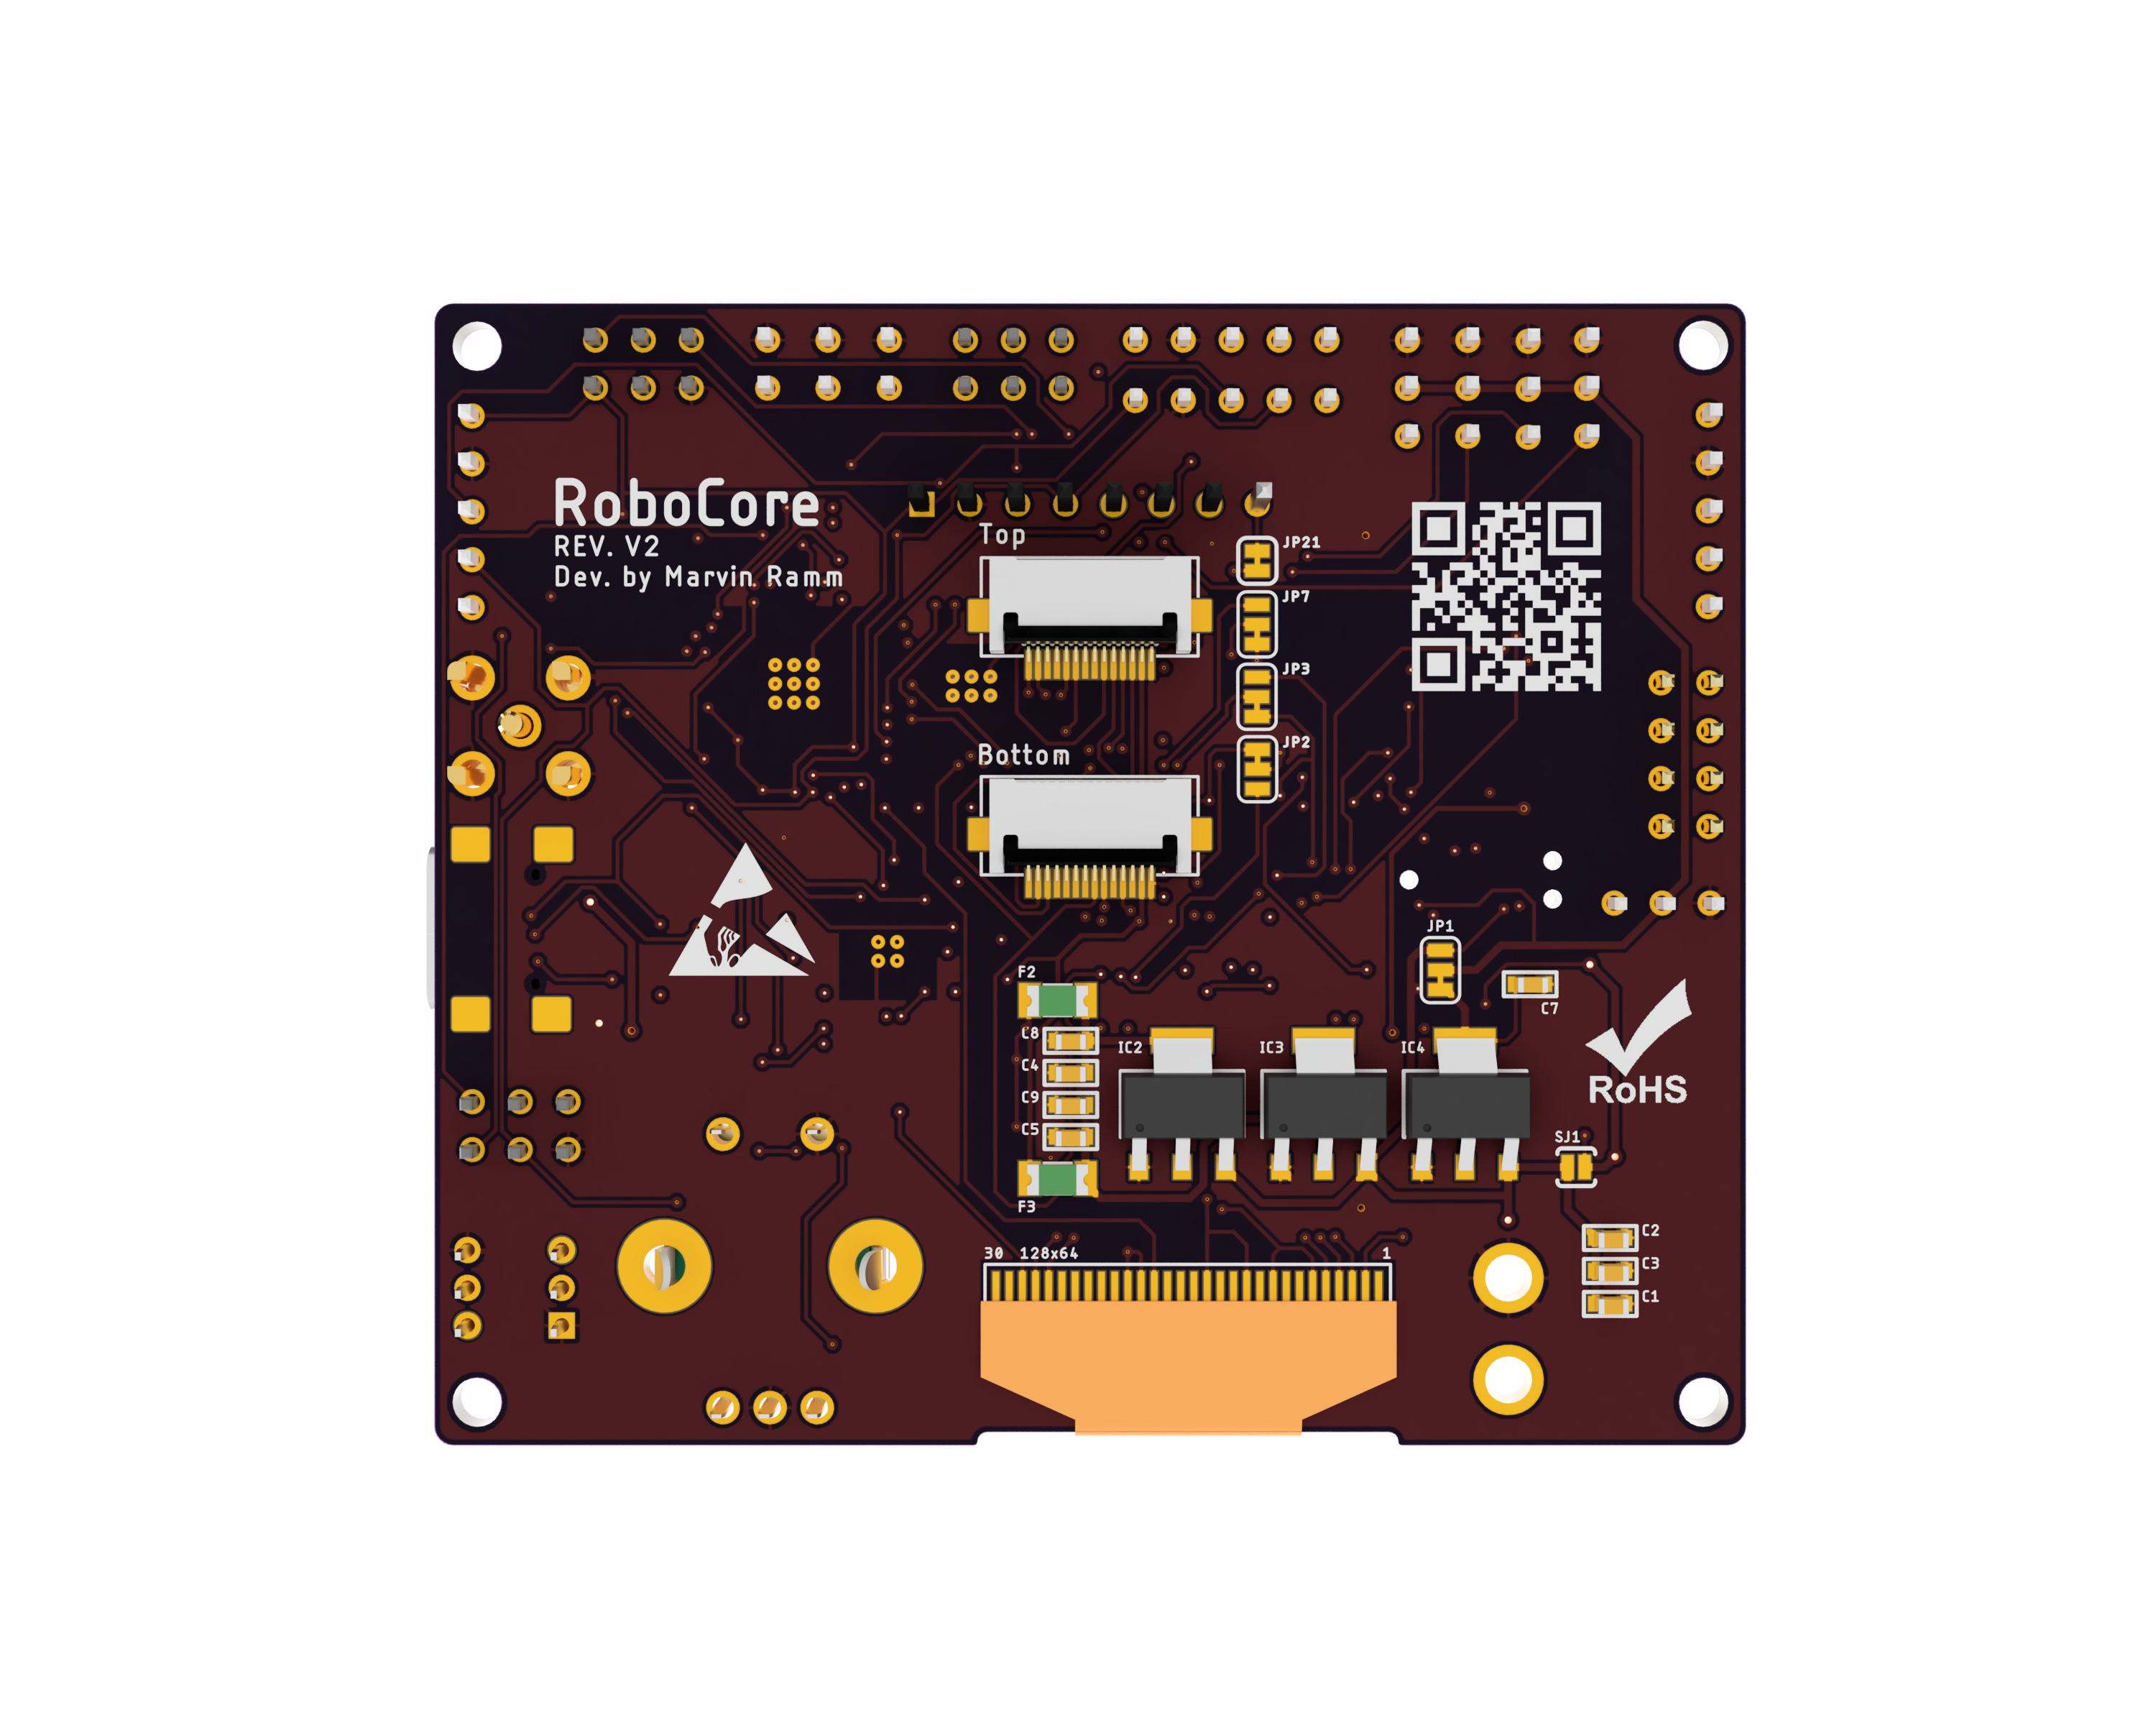 RoboCore
REV. V2
Dev. by Marvin Ramm
Top
JP21
JP7
JP3
Bottom
JP2
JP1
F2
C7
C8
IC2
IC3
IC4
C4
RoHS
C9
C5
SJ1
F3
C2
30 128x64 1
C3
C1